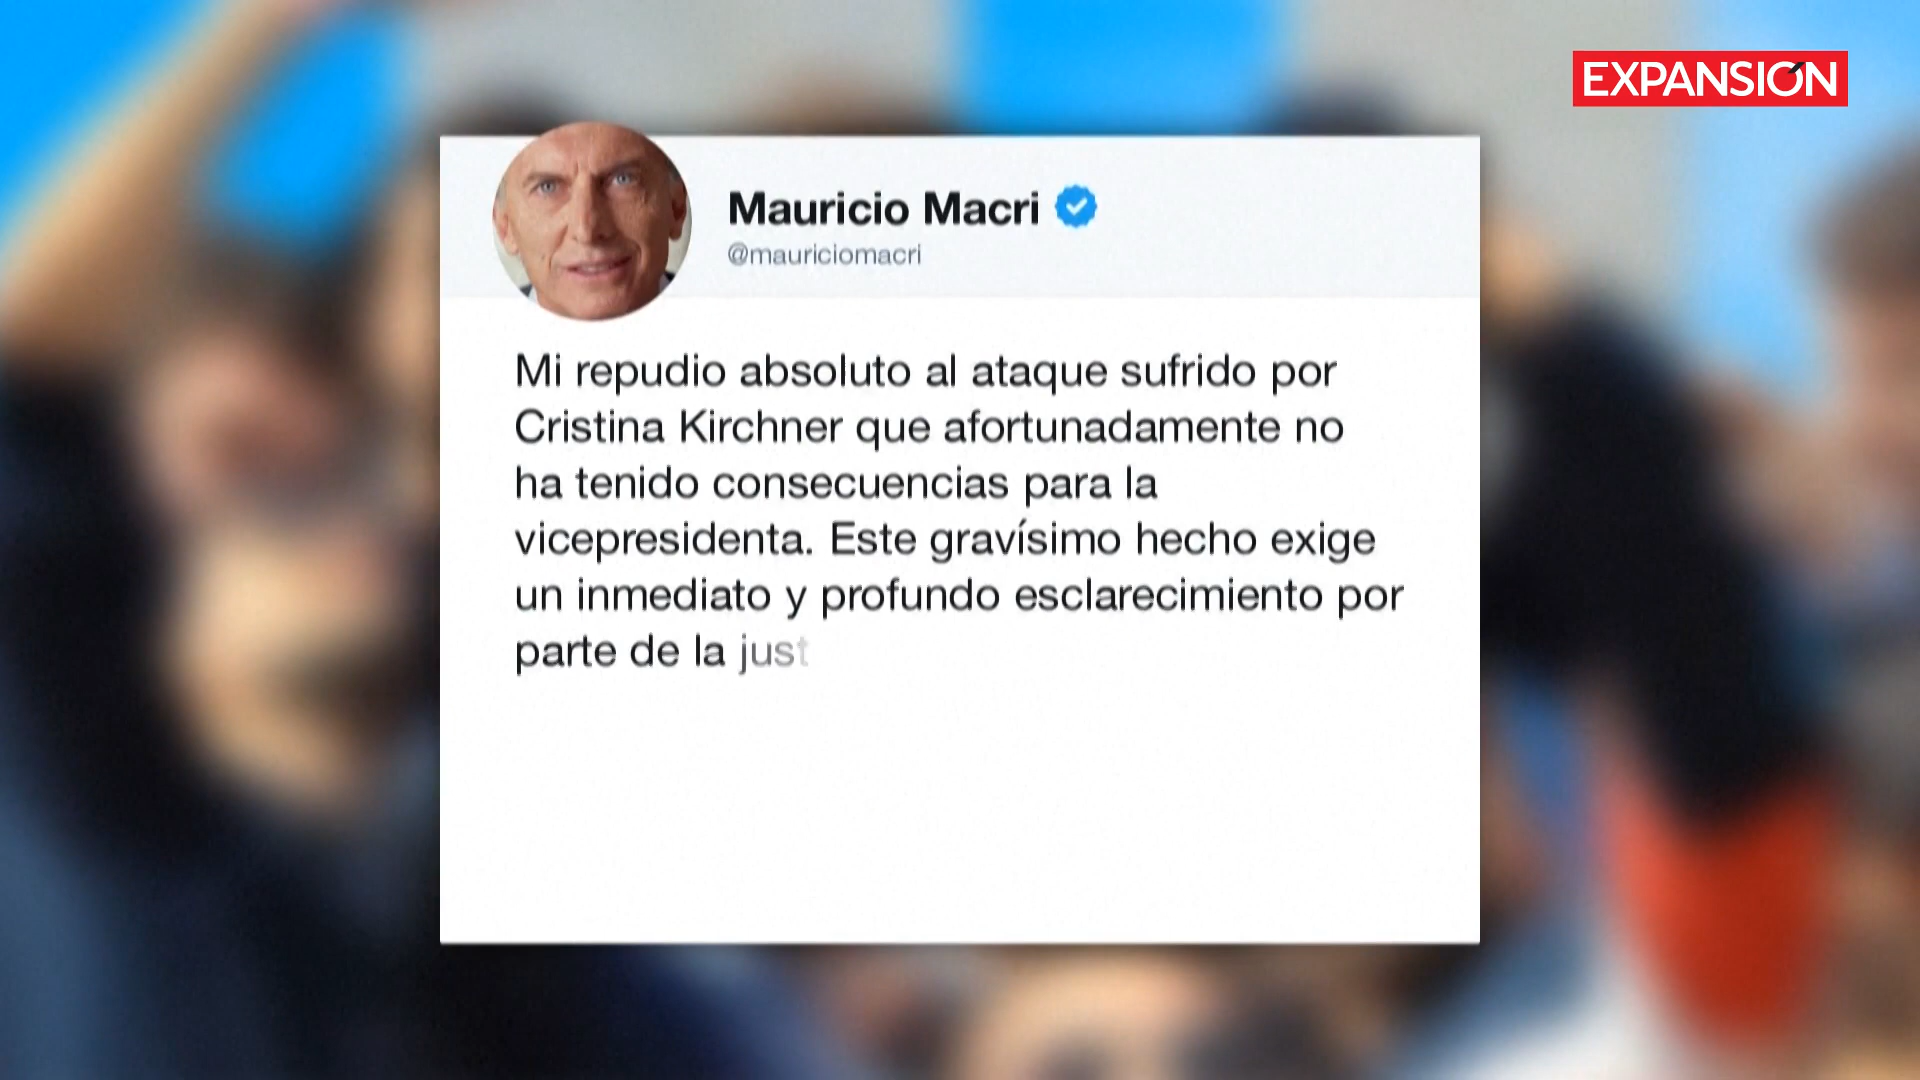 EXPANSIÓN
Mauricio Macri
@mauriciomacri
Mi repudio absoluto al ataque sufrido por
Cristina Kirchner que afortunadamente no
ha tenido consecuencias para la
vicepresidenta. Este gravísimo hecho exige
un inmediato y profundo esclarecimiento por
parte de la just